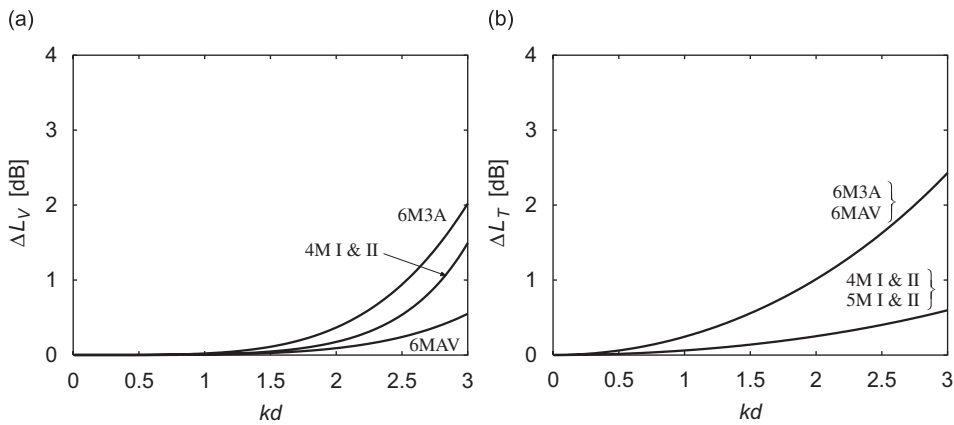 (a)
4
3
2
1
0
ΔL_V [dB]
6M3A
4M I & II
6MAV
0 0.5 1 1.5 2 2.5 3
kd
(b)
4
3
2
1
0
ΔL_T [dB]
6M3A
6MAV
4M I & II
5M I & II
0 0.5 1 1.5 2 2.5 3
kd